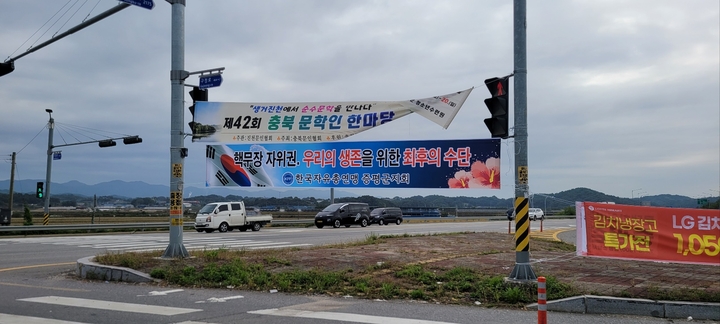 "생거진천에서 순수문학을 만나다"
제42회 충북 문학인 한마당
핵무장 자위권. 우리의 생존을 위한 최후의 수단
한국자유총연맹 증평군지회
김치냉장고
특가전
LG 김치
1,05